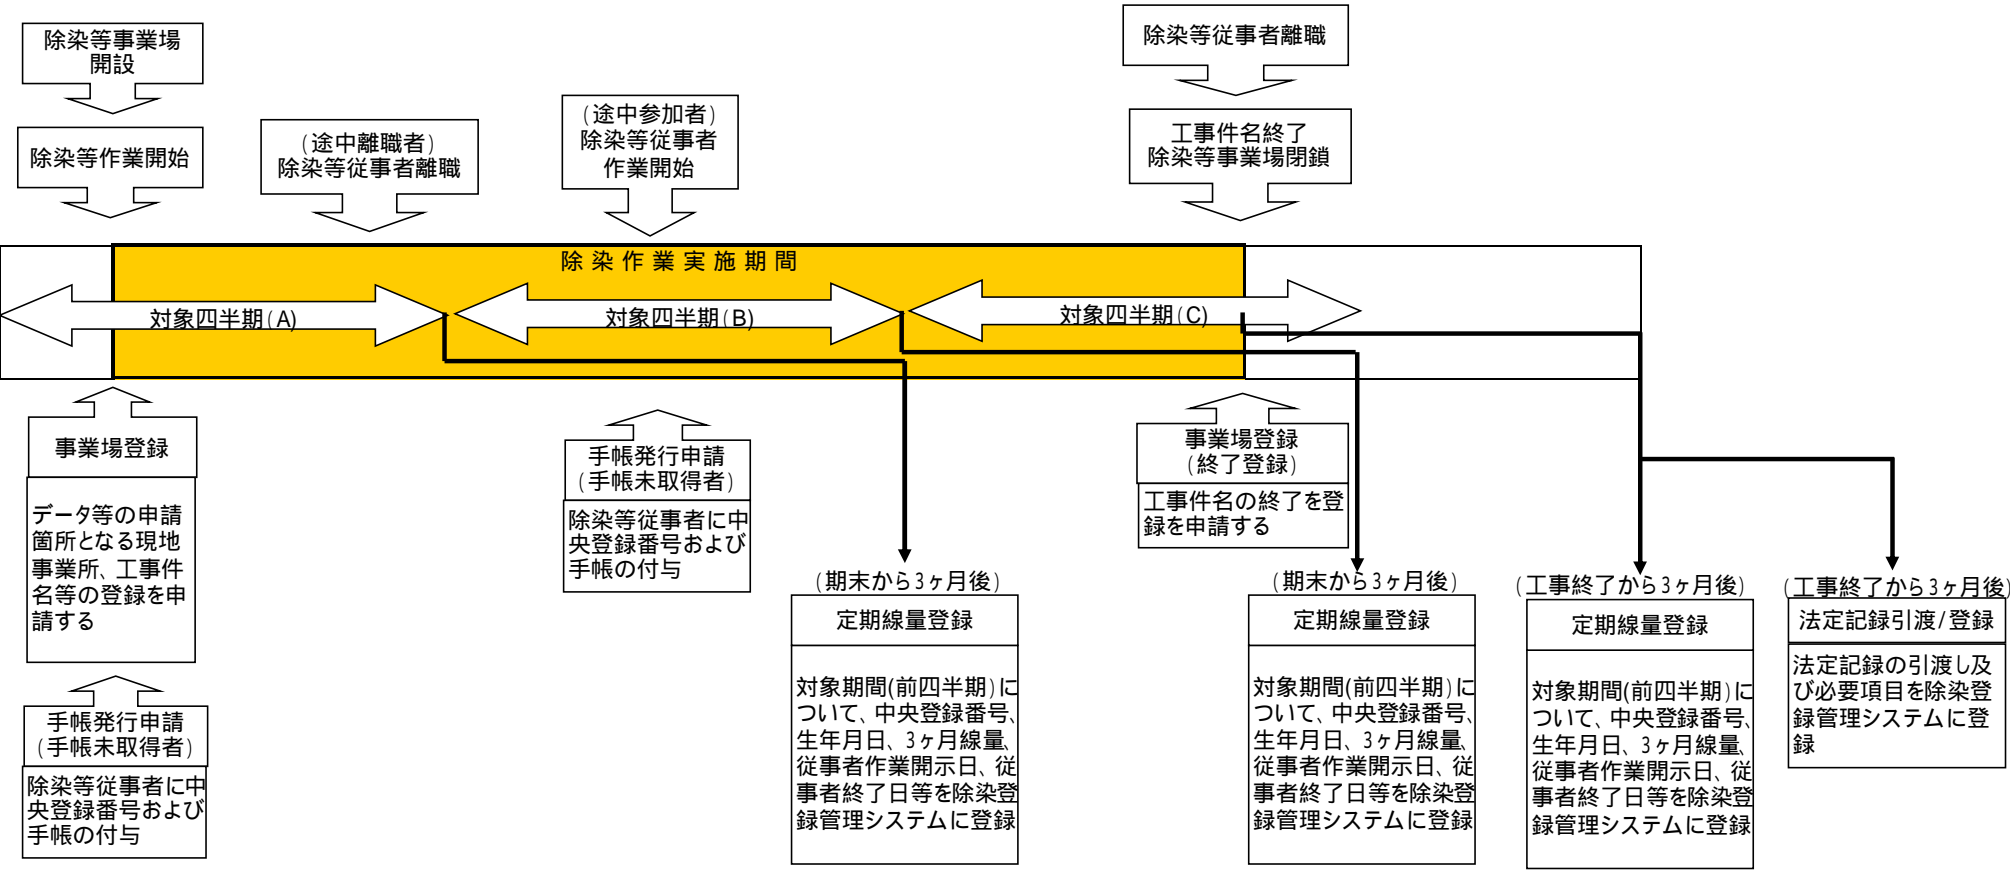 除染等事業場
開設
除染等作業開始
(途中離職者)
除染等従事者離職
(途中参加者)
除染等従事者
作業開始
除染等従事者離職
工事件名終了
除染等事業場閉鎖
除染作業実施期間
対象四半期(A)
対象四半期(B)
対象四半期(C)
事業場登録
データ等の申請
箇所となる現地
事業所、工事件
名等の登録を申
請する
手帳発行申請
(手帳未取得者)
除染等従事者に中
央登録番号および
手帳の付与
手帳発行申請
(手帳未取得者)
除染等従事者に中
央登録番号および
手帳の付与
事業場登録
(終了登録)
工事件名の終了を登
録を申請する
(期末から3ヶ月後)
定期線量登録
対象期間(前四半期)に
ついて、中央登録番号、
生年月日、3ヶ月線量、
従事者作業開示日、従
事者終了日等を除染登
録管理システムに登録
(期末から3ヶ月後)
定期線量登録
対象期間(前四半期)に
ついて、中央登録番号、
生年月日、3ヶ月線量、
従事者作業開示日、従
事者終了日等を除染登
録管理システムに登録
(工事終了から3ヶ月後)
定期線量登録
対象期間(前四半期)に
ついて、中央登録番号、
生年月日、3ヶ月線量、
従事者作業開示日、従
事者終了日等を除染登
録管理システムに登録
(工事終了から3ヶ月後)
法定記録引渡/登録
法定記録の引渡し及
び必要項目を除染登
録管理システムに登
録